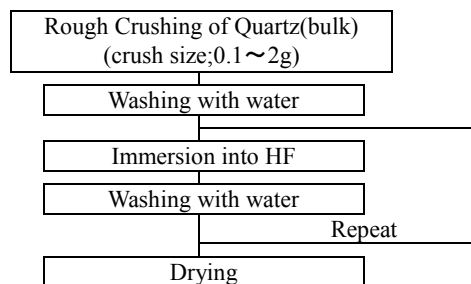 Rough Crushing of Quartz(bulk)
(crush size;0.1～2g)
Washing with water
Immersion into HF
Washing with water
Repeat
Drying